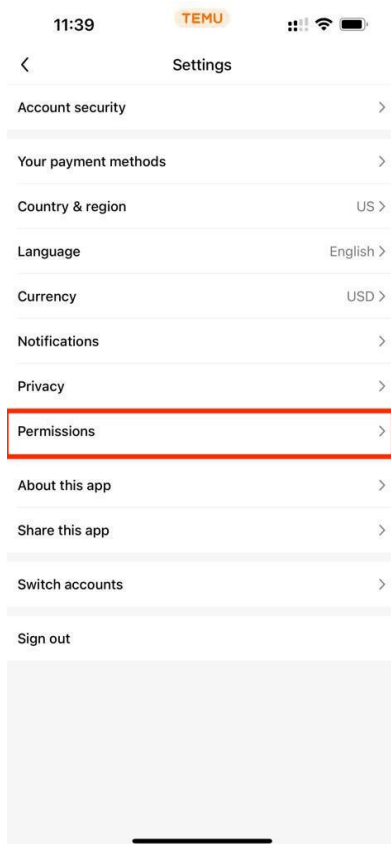 11:39
TEMU
Settings
Account security
Your payment methods
Country & region US
Language English
Currency USD
Notifications
Privacy
Permissions
About this app
Share this app
Switch accounts
Sign out